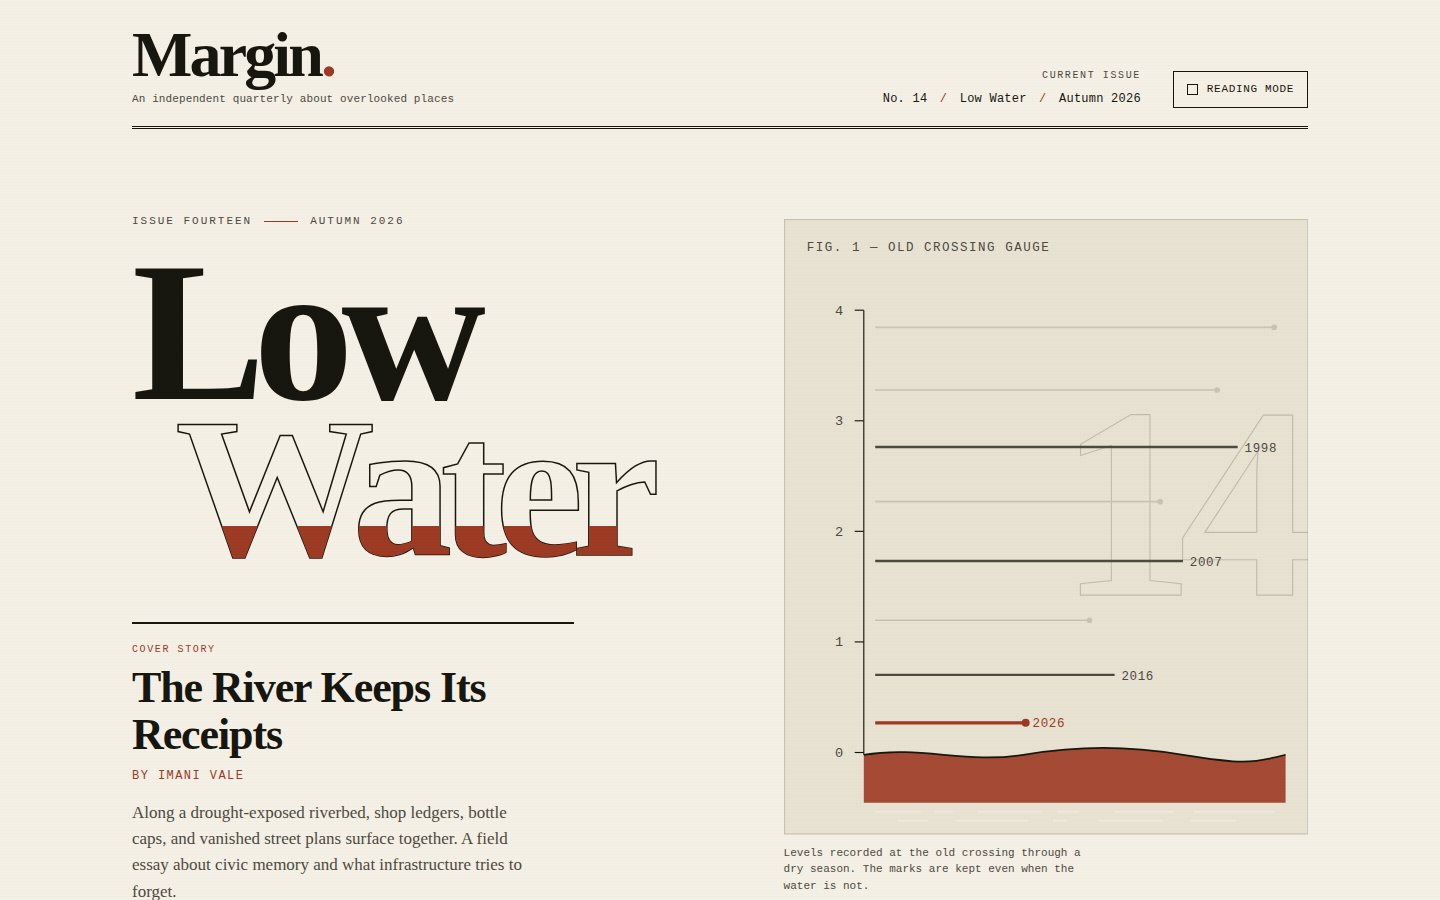 Margin.
An independent quarterly about overlooked places
CURRENT ISSUE
No. 14 / Low Water / Autumn 2026
READING MODE
ISSUE FOURTEEN — AUTUMN 2026
Low
Water
COVER STORY
The River Keeps Its
Receipts
BY IMANI VALE
Along a drought-exposed riverbed, shop ledgers, bottle
caps, and vanished street plans surface together. A field
essay about civic memory and what infrastructure tries to
forget.
FIG. 1 — OLD CROSSING GAUGE
4
3
1998
14
2
2007
1
2016
2026
0
Levels recorded at the old crossing through a
dry season. The marks are kept even when the
water is not.